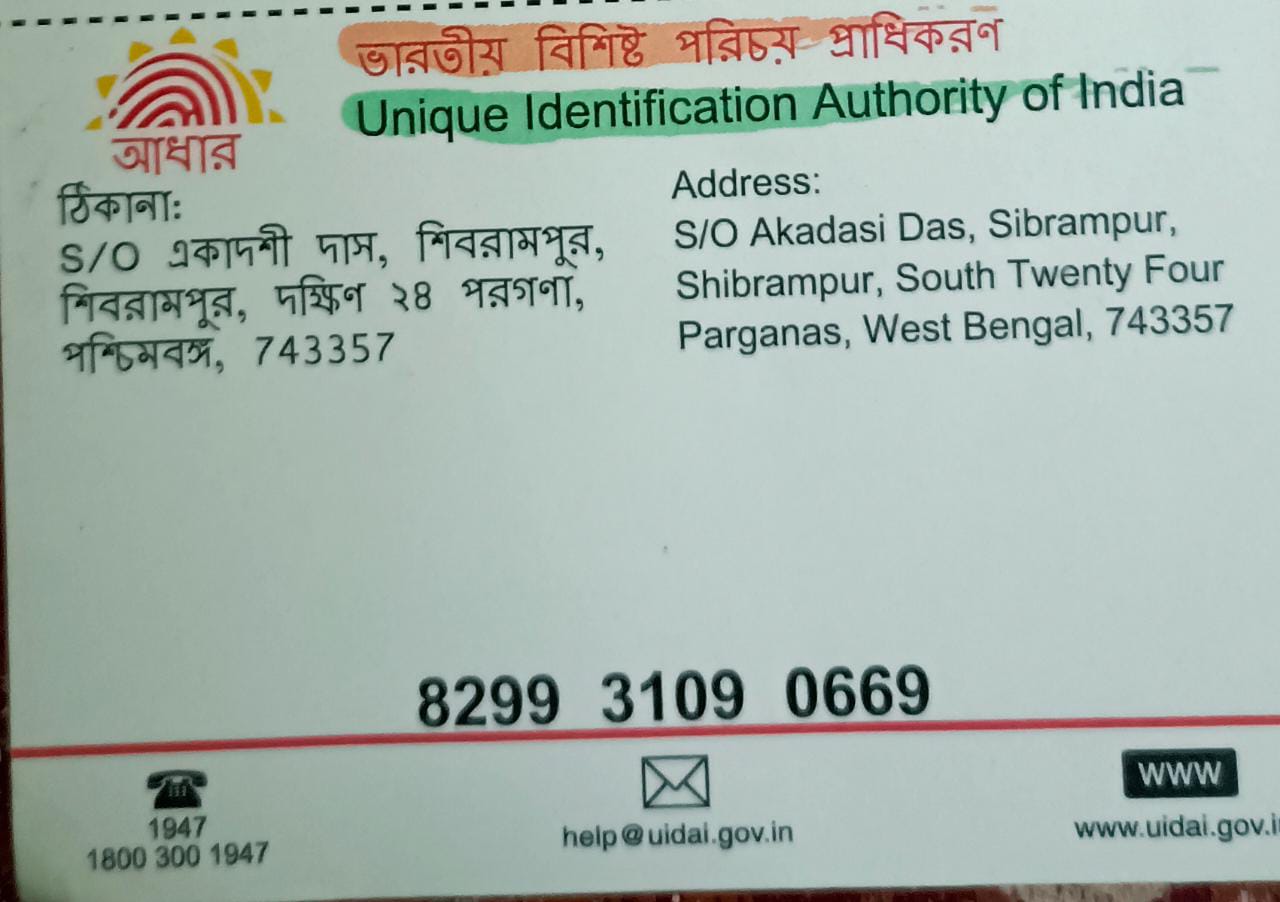 ভারতীয় বিশিষ্ট পরিচয় প্রাধিকরণ
Unique Identification Authority of India
আধার
ঠিকানা:
S/O একাদশী দাস, শিবরামপূর,
শিবরামপূর, দক্ষিণ ২৪ পরগণা,
পশ্চিমবঙ্গ, 743357
Address:
S/O Akadasi Das, Sibrampur,
Shibrampur, South Twenty Four
Parganas, West Bengal, 743357
8299 3109 0669
1947
1800 300 1947
help@uidai.gov.in
WWW
www.uidai.gov.in